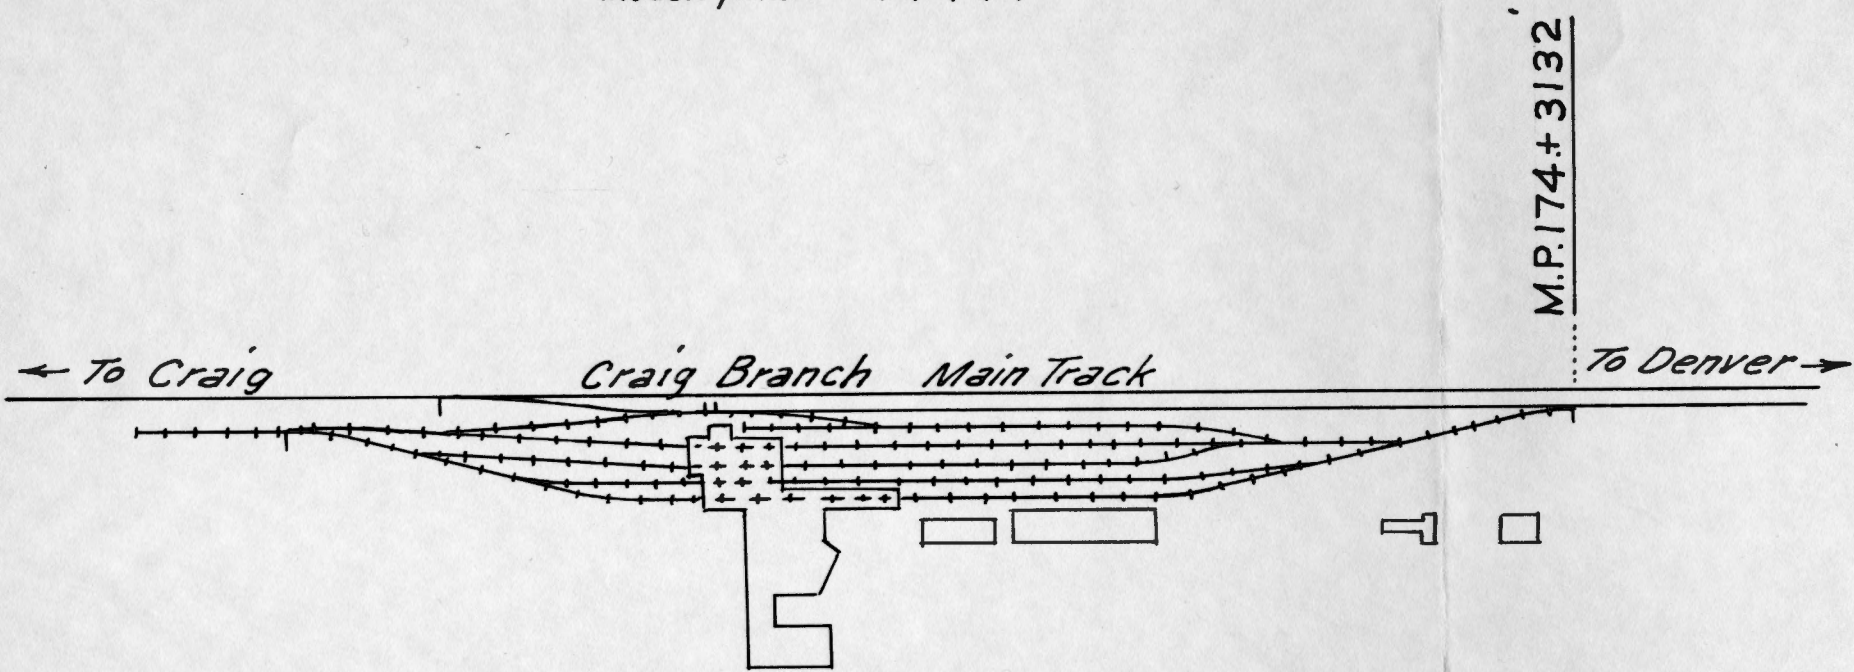 M.P.174+3132
← To Craig
Craig Branch Main Track
To Denver →